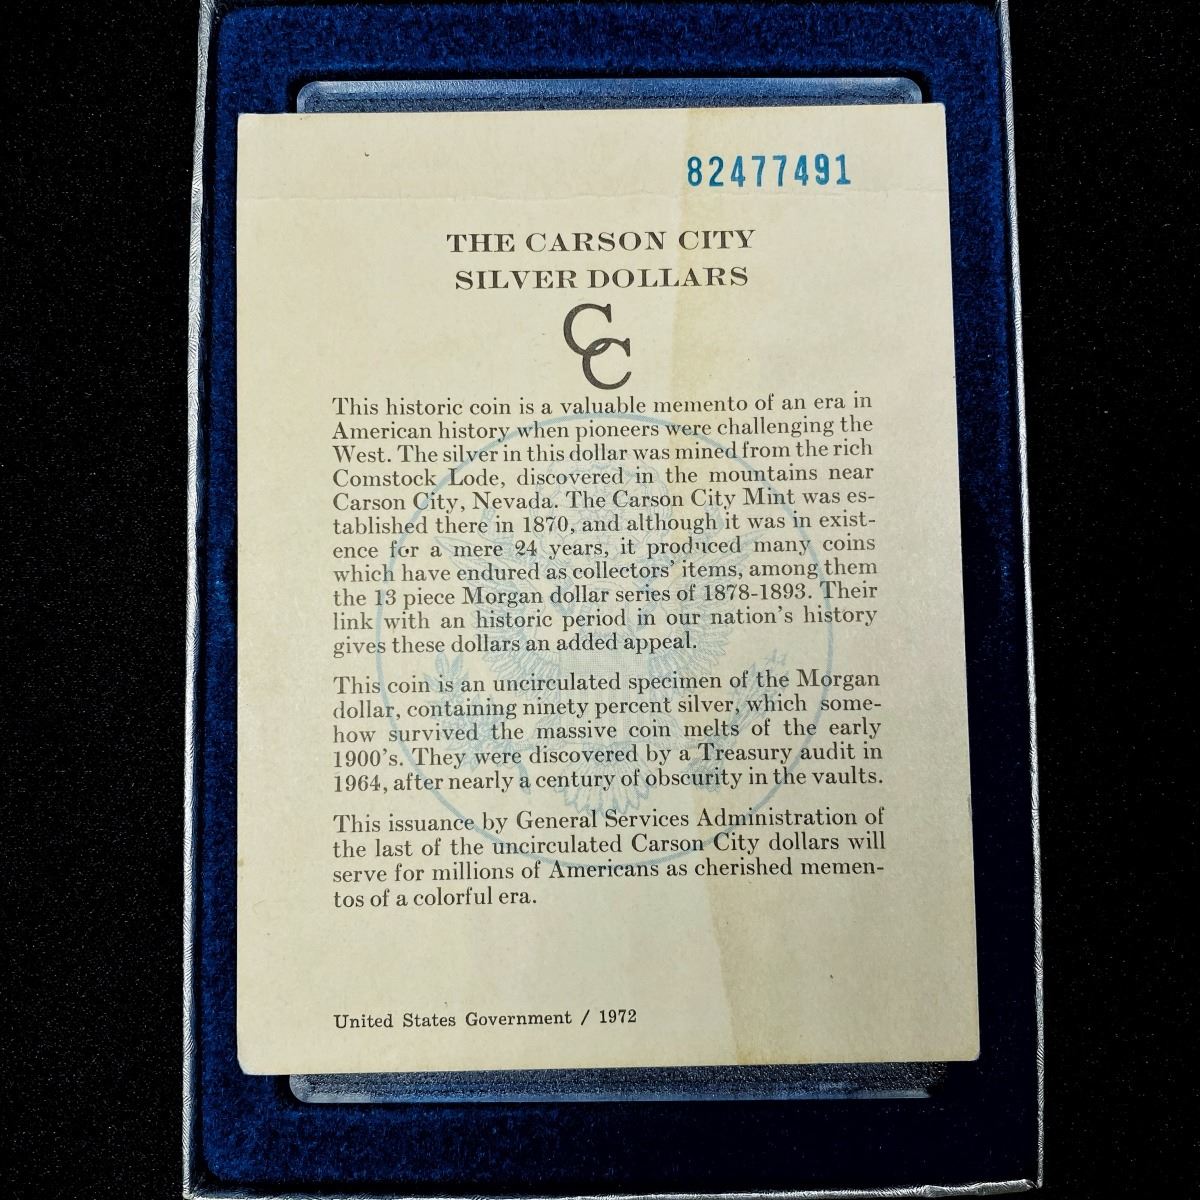 82477491
THE CARSON CITY
SILVER DOLLARS
CC
This historic coin is a valuable memento of an era in
American history when pioneers were challenging the
West. The silver in this dollar was mined from the rich
Comstock Lode, discovered in the mountains near
Carson City, Nevada. The Carson City Mint was es-
tablished there in 1870, and although it was in exist-
ence for a mere 24 years, it produced many coins
which have endured as collectors' items, among them
the 13 piece Morgan dollar series of 1878-1893. Their
link with an historic period in our nation's history
gives these dollars an added appeal.
This coin is an uncirculated specimen of the Morgan
dollar, containing ninety percent silver, which some-
how survived the massive coin melts of the early
1900's. They were discovered by a Treasury audit in
1964, after nearly a century of obscurity in the vaults.
This issuance by General Services Administration of
the last of the uncirculated Carson City dollars will
serve for millions of Americans as cherished memen-
tos of a colorful era.
United States Government / 1972